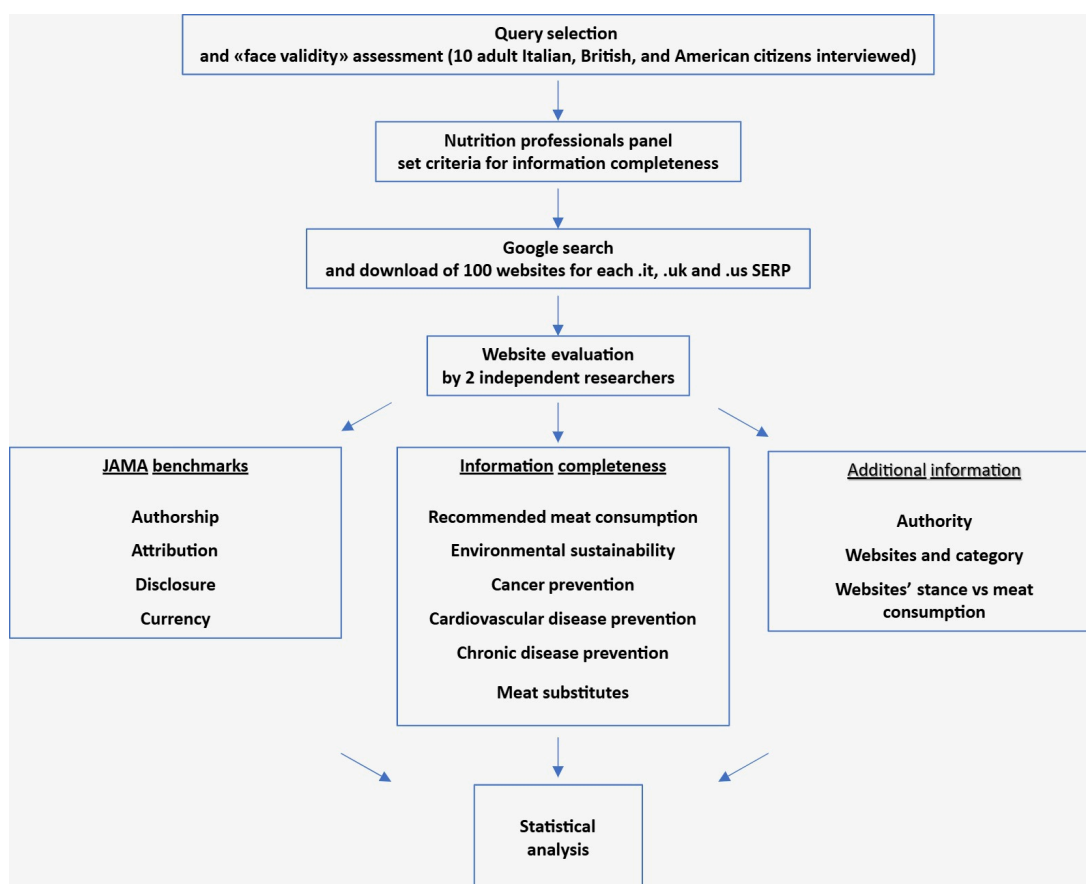 Query selection
and «face validity» assessment (10 adult Italian, British, and American citizens interviewed)
Nutrition professionals panel
set criteria for information completeness
Google search
and download of 100 websites for each .it, .uk and .us SERP
Website evaluation
by 2 independent researchers
JAMA benchmarks
Authorship
Attribution
Disclosure
Currency
Information completeness
Recommended meat consumption
Environmental sustainability
Cancer prevention
Cardiovascular disease prevention
Chronic disease prevention
Meat substitutes
Additional information
Authority
Websites and category
Websites’ stance vs meat
consumption
Statistical
analysis